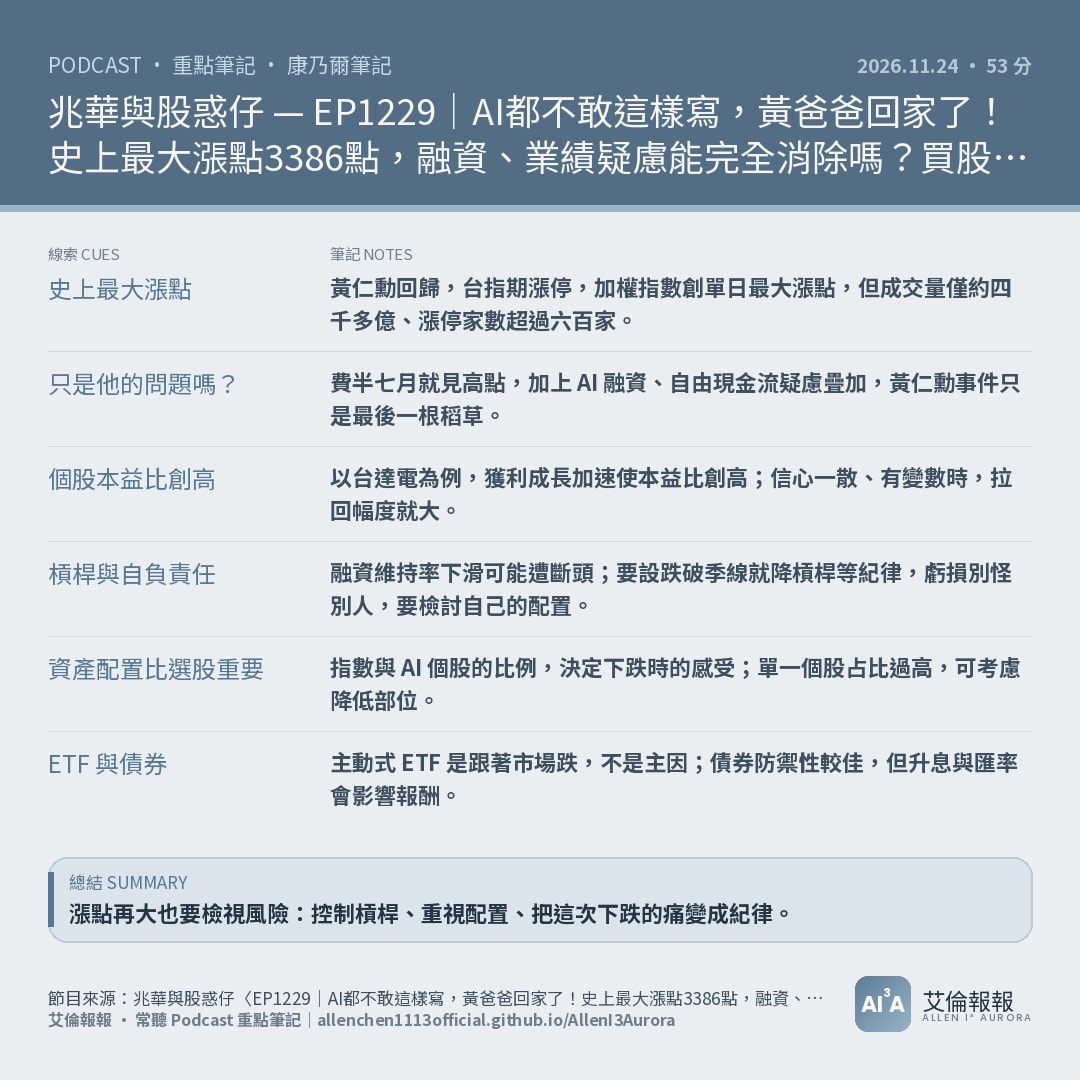 PODCAST · 重點筆記 · 康乃爾筆記
2026.11.24 · 53 分
兆華與股惑仔 — EP1229｜AI都不敢這樣寫，黃爸爸回家了！
史上最大漲點3386點，融資、業績疑慮能完全消除嗎？買股…
線索 CUES
筆記 NOTES
史上最大漲點
黃仁勳回歸，台指期漲停，加權指數創單日最大漲點，但成交量僅約四
千多億、漲停家數超過六百家。
只是他的問題嗎？
費半七月就見高點，加上 AI 融資、自由現金流疑慮疊加，黃仁勳事件只
是最後一根稻草。
個股本益比創高
以台達電為例，獲利成長加速使本益比創高；信心一散、有變數時，拉
回幅度就大。
槓桿與自負責任
融資維持率下滑可能遭斷頭；要設跌破季線就降槓桿等紀律，虧損別怪
別人，要檢討自己的配置。
資產配置比選股重要
指數與 AI 個股的比例，決定下跌時的感受；單一個股占比過高，可考慮
降低部位。
ETF 與債券
主動式 ETF 是跟著市場跌，不是主因；債券防禦性較佳，但升息與匯率
會影響報酬。
總結 SUMMARY
漲點再大也要檢視風險：控制槓桿、重視配置、把這次下跌的痛變成紀律。
節目來源：兆華與股惑仔〈EP1229｜AI都不敢這樣寫，黃爸爸回家了！史上最大漲點3386點，融資、…
艾倫報報 · 常聽 Podcast 重點筆記｜allenchen1113official.github.io/AllenI3Aurora
AI³A
艾倫報報
ALLEN I³ AURORA